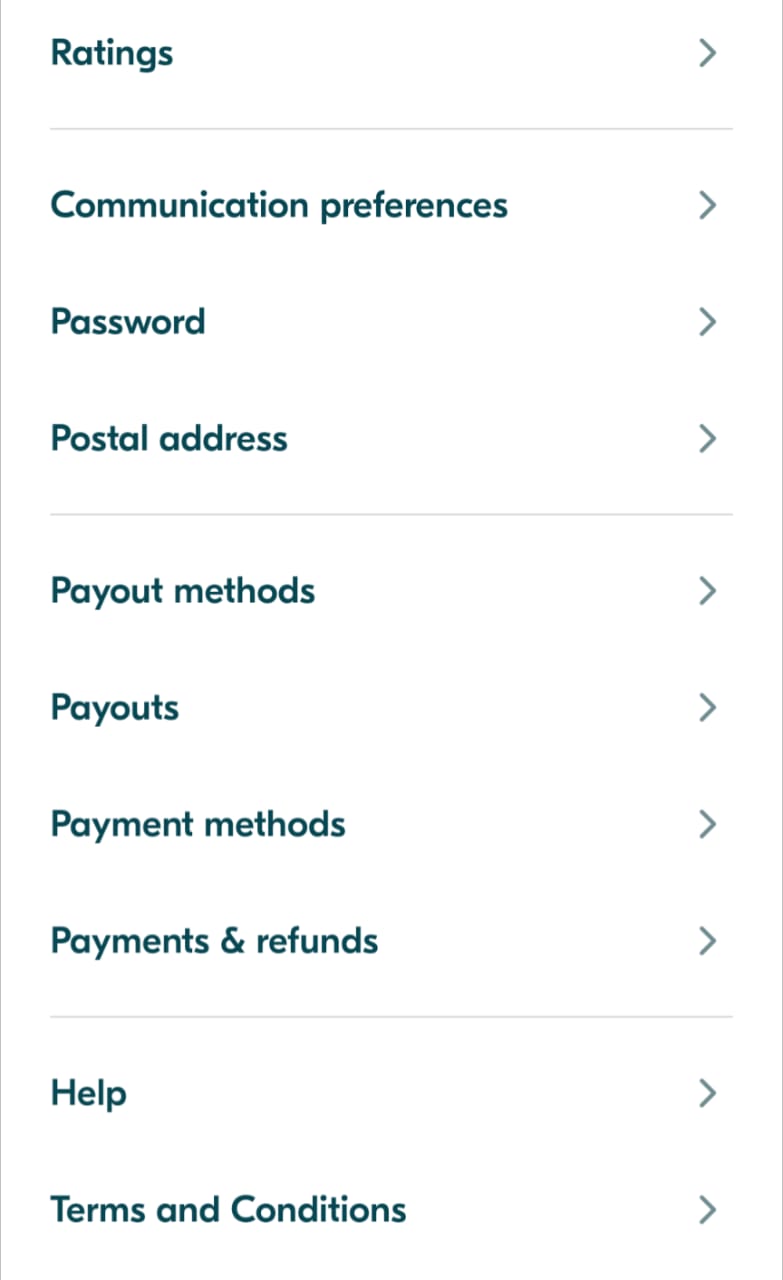 Ratings
Communication preferences
Password
Postal address
Payout methods
Payouts
Payment methods
Payments & refunds
Help
Terms and Conditions